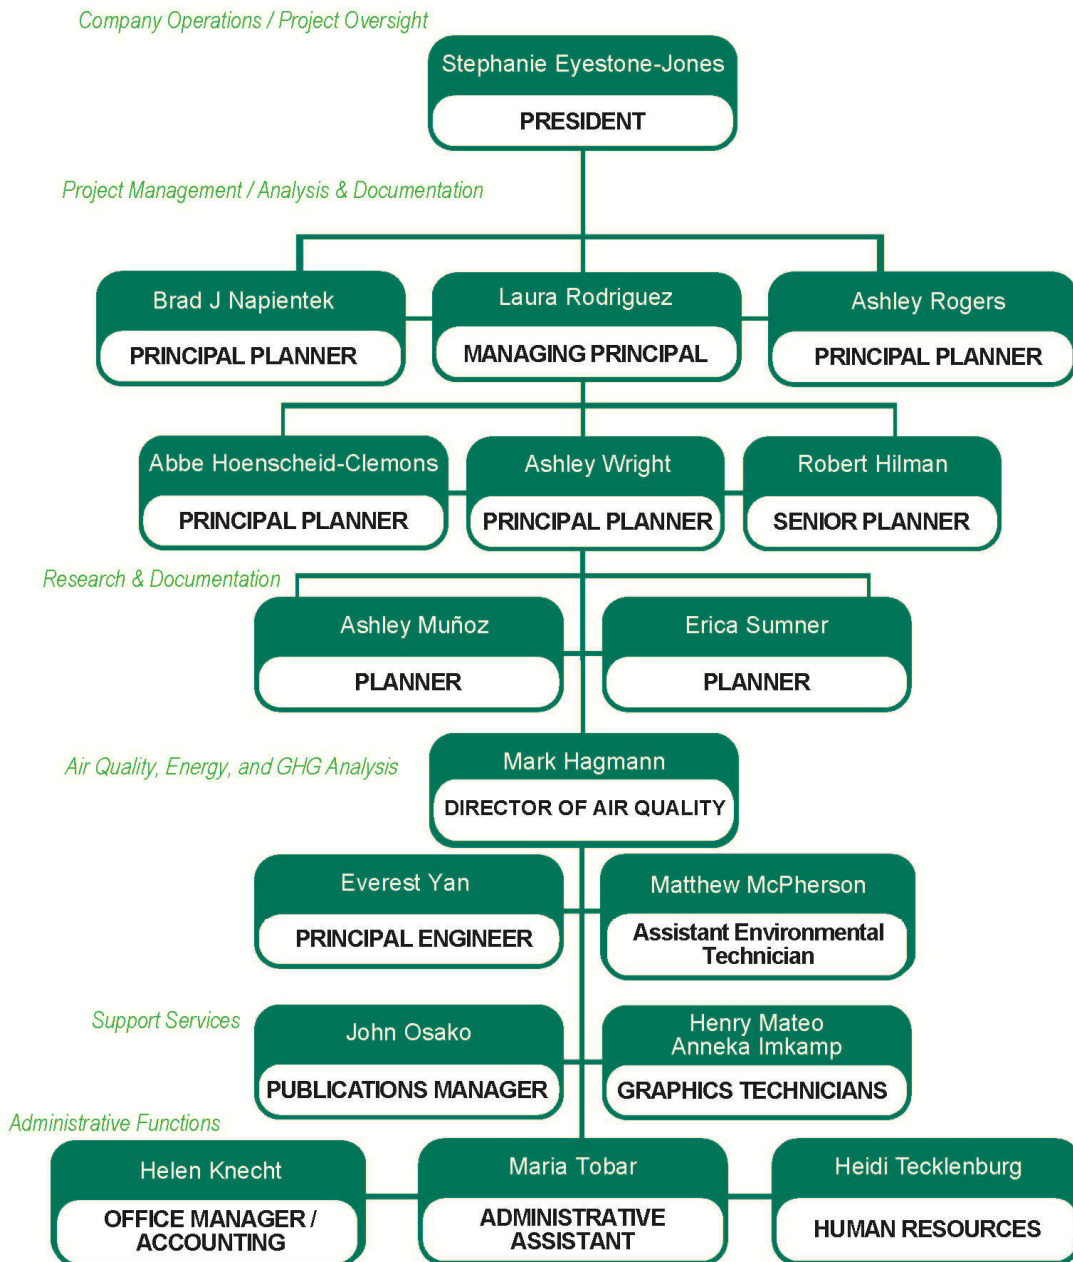 Company Operations / Project Oversight
Stephanie Eyestone-Jones
PRESIDENT
Project Management / Analysis & Documentation
Brad J Napientek
PRINCIPAL PLANNER
Laura Rodriguez
MANAGING PRINCIPAL
Ashley Rogers
PRINCIPAL PLANNER
Abbe Hoenscheid-Clemons
PRINCIPAL PLANNER
Ashley Wright
PRINCIPAL PLANNER
Robert Hilman
SENIOR PLANNER
Research & Documentation
Ashley Muñoz
PLANNER
Erica Sumner
PLANNER
Air Quality, Energy, and GHG Analysis
Mark Hagmann
DIRECTOR OF AIR QUALITY
Everest Yan
PRINCIPAL ENGINEER
Matthew McPherson
Assistant Environmental
Technician
Support Services
John Osako
PUBLICATIONS MANAGER
Henry Mateo
Anneka Imkamp
GRAPHICS TECHNICIANS
Administrative Functions
Helen Knecht
OFFICE MANAGER /
ACCOUNTING
Maria Tobar
ADMINISTRATIVE
ASSISTANT
Heidi Tecklenburg
HUMAN RESOURCES